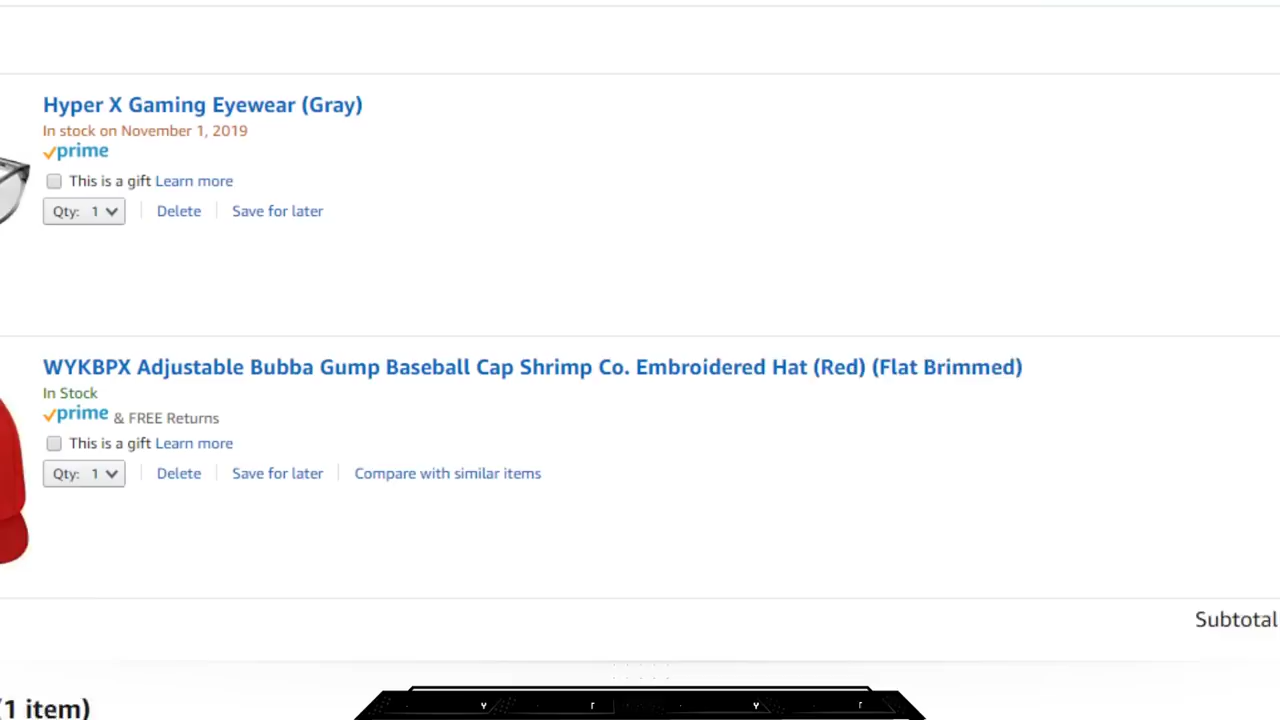 Hyper X Gaming Eyewear (Gray)
In stock on November 1, 2019
prime
This is a gift Learn more
Qty: 1 Delete Save for later
WYKBPX Adjustable Bubba Gump Baseball Cap Shrimp Co. Embroidered Hat (Red) (Flat Brimmed)
In Stock
prime & FREE Returns
This is a gift Learn more
Qty: 1 Delete Save for later Compare with similar items
Subtotal
(1 item)